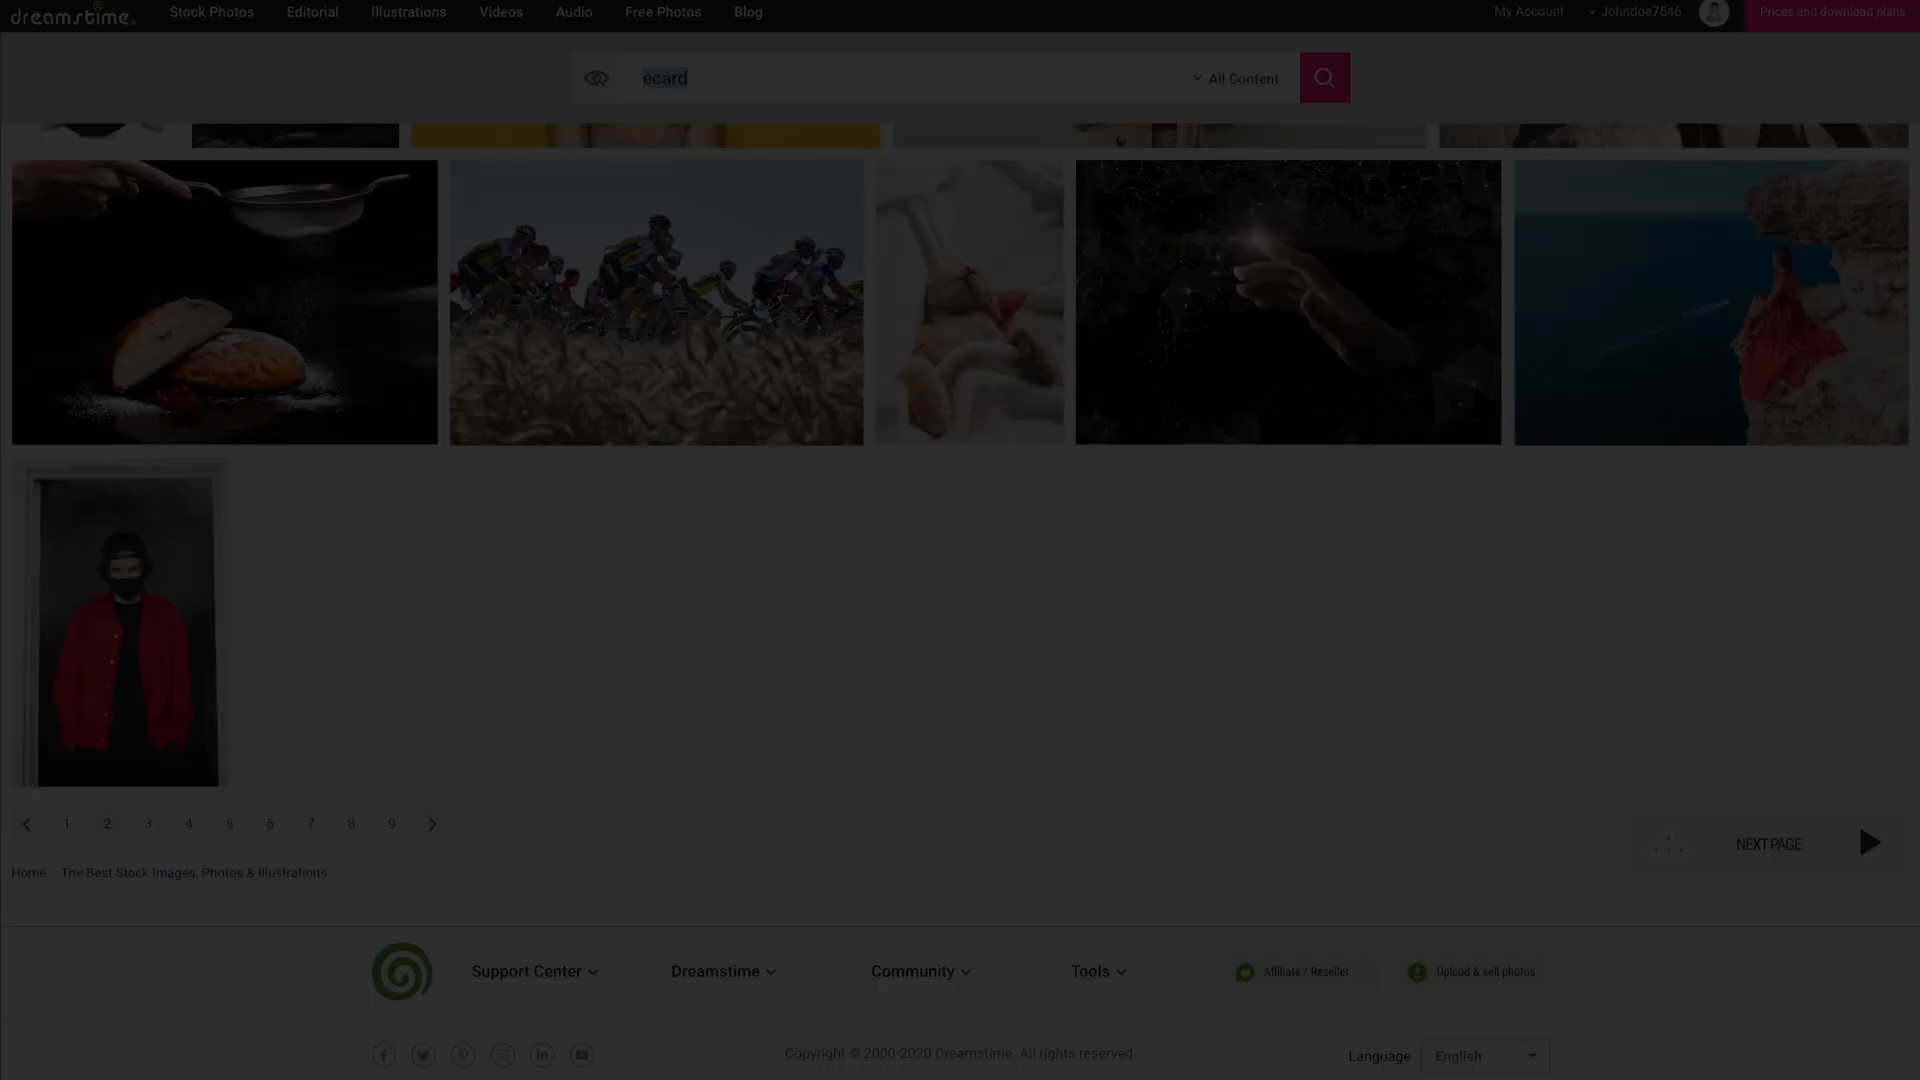 dreamstime.
Stock Photos
Editorial
Illustrations
Videos
Audio
Free Photos
Blog
My Account
Johndoe7546
Prices and download plans
ecard
All Content
1
2
3
4
5
6
7
8
9
NEXT PAGE
Home
The Best Stock Images, Photos & Illustrations
Support Center
Dreamstime
Community
Tools
Affiliate / Reseller
Upload & sell photos
Copyright © 2000-2020 Dreamstime. All rights reserved.
Language
English